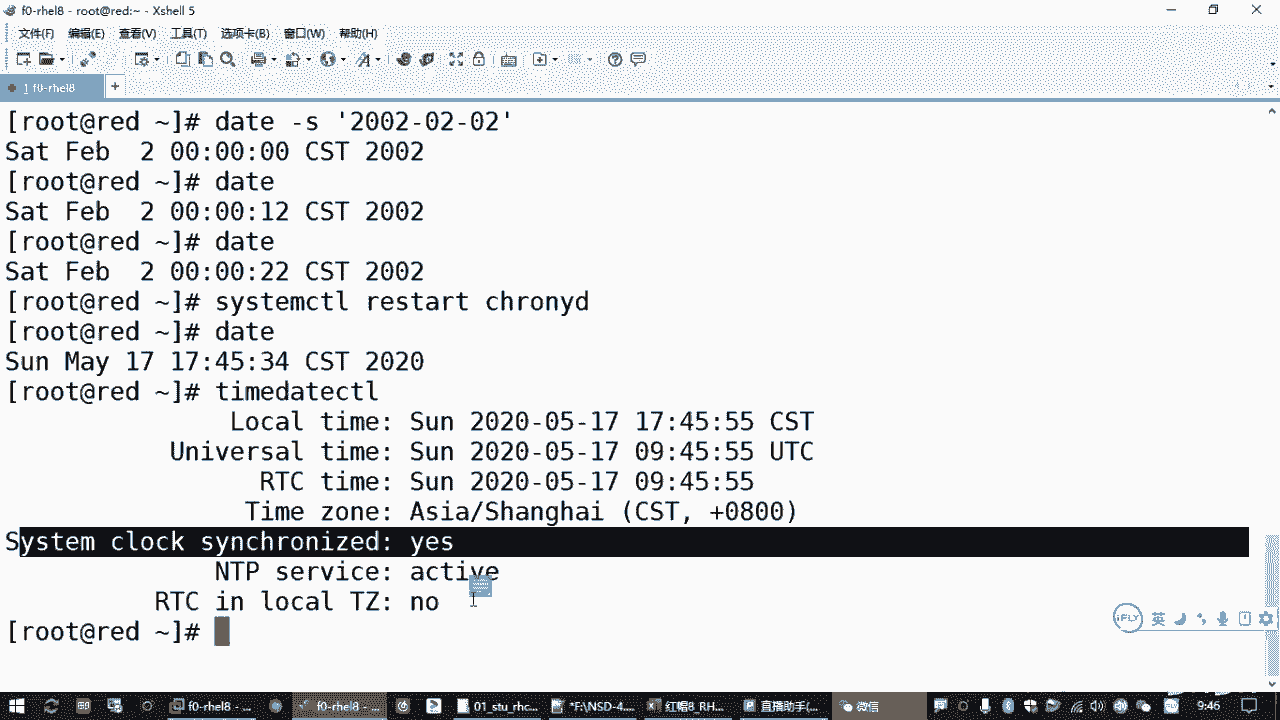 f0-rhel8 - root@red:~ - Xshell 5
文件(F) 编辑(E) 查看(V) 工具(T) 选项卡(B) 窗口(W) 帮助(H)
1 f0-rhel8
[root@red ~]# date -s '2002-02-02'
Sat Feb  2 00:00:00 CST 2002
[root@red ~]# date
Sat Feb  2 00:00:12 CST 2002
[root@red ~]# date
Sat Feb  2 00:00:22 CST 2002
[root@red ~]# systemctl restart chronyd
[root@red ~]# date
Sun May 17 17:45:34 CST 2020
[root@red ~]# timedatectl
Local time: Sun 2020-05-17 17:45:55 CST
Universal time: Sun 2020-05-17 09:45:55 UTC
RTC time: Sun 2020-05-17 09:45:55
Time zone: Asia/Shanghai (CST, +0800)
System clock synchronized: yes
NTP service: active
RTC in local TZ: no
[root@red ~]#
iFLY 英
f0-rhel8 - ... f0-rhel8 - ... 01_stu_rhc... *F:\NSD-4... 红帽8_RH... 直播助手(... 微信 9:46